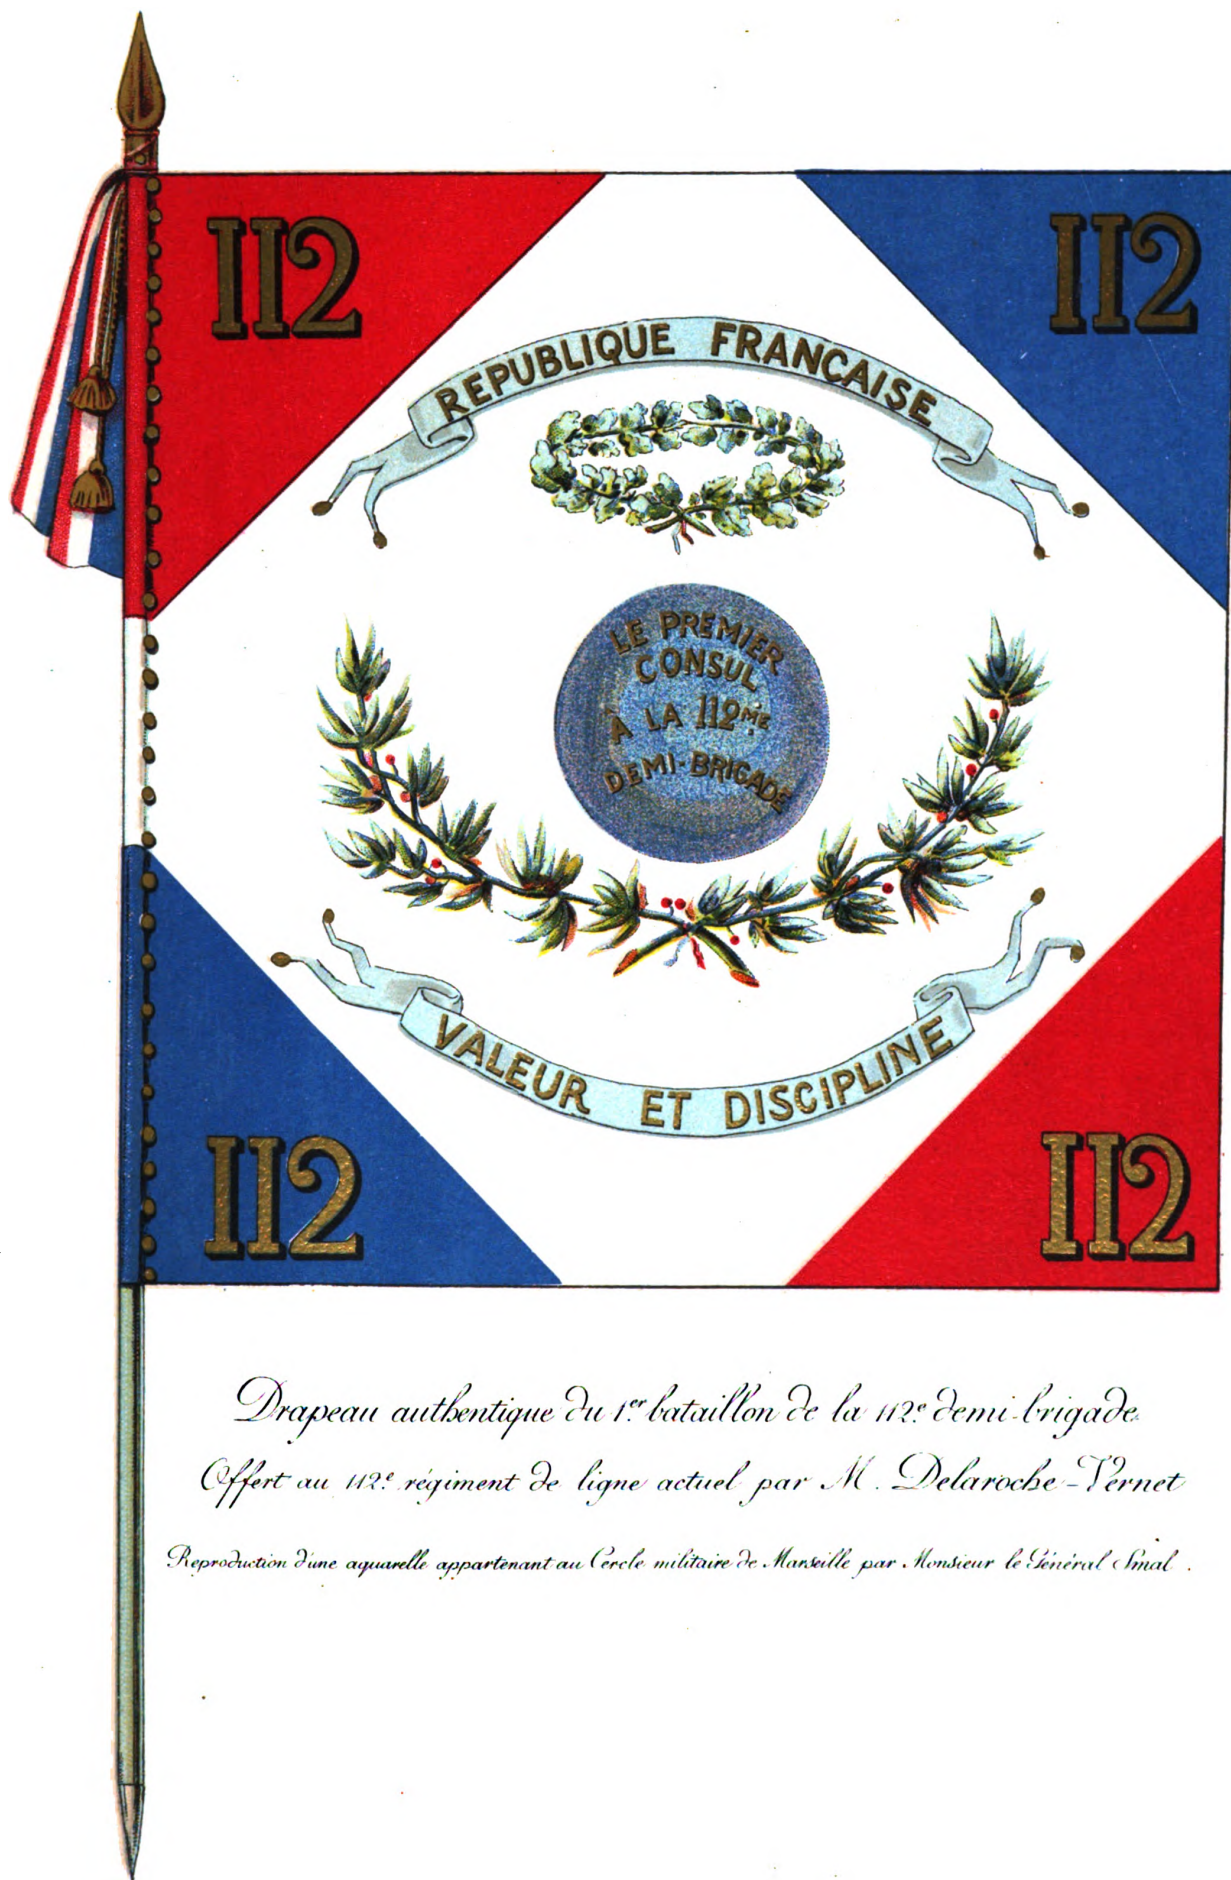 112
112
REPUBLIQUE FRANCAISE
LE PREMIER
CONSUL
Â LA 112ME
DEMI-BRIGADE
VALEUR ET DISCIPLINE
112
112
Drapeau authentique du 1er bataillon de la 112e demi-brigade
Offert au 112e régiment de ligne actuel par M. Delaroche-Vernet
Reproduction d'une aquarelle appartenant au Cercle militaire de Marseille par Monsieur le Général Smal.